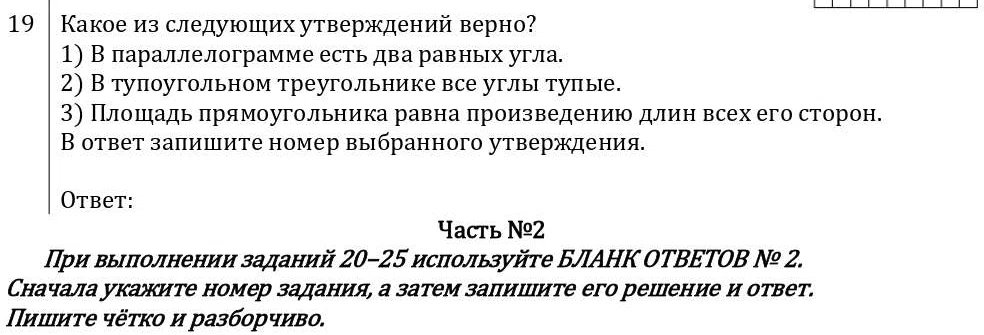 19 Какое из следующих утверждений верно?
1) В параллелограмме есть два равных угла.
2) В тупоугольном треугольнике все углы тупые.
3) Площадь прямоугольника равна произведению длин всех его сторон.
В ответ запишите номер выбранного утверждения.
Ответ:
Часть №2
При выполнении заданий 20–25 используйте БЛАНК ОТВЕТОВ № 2.
Сначала укажите номер задания, а затем запишите его решение и ответ.
Пишите чётко и разборчиво.